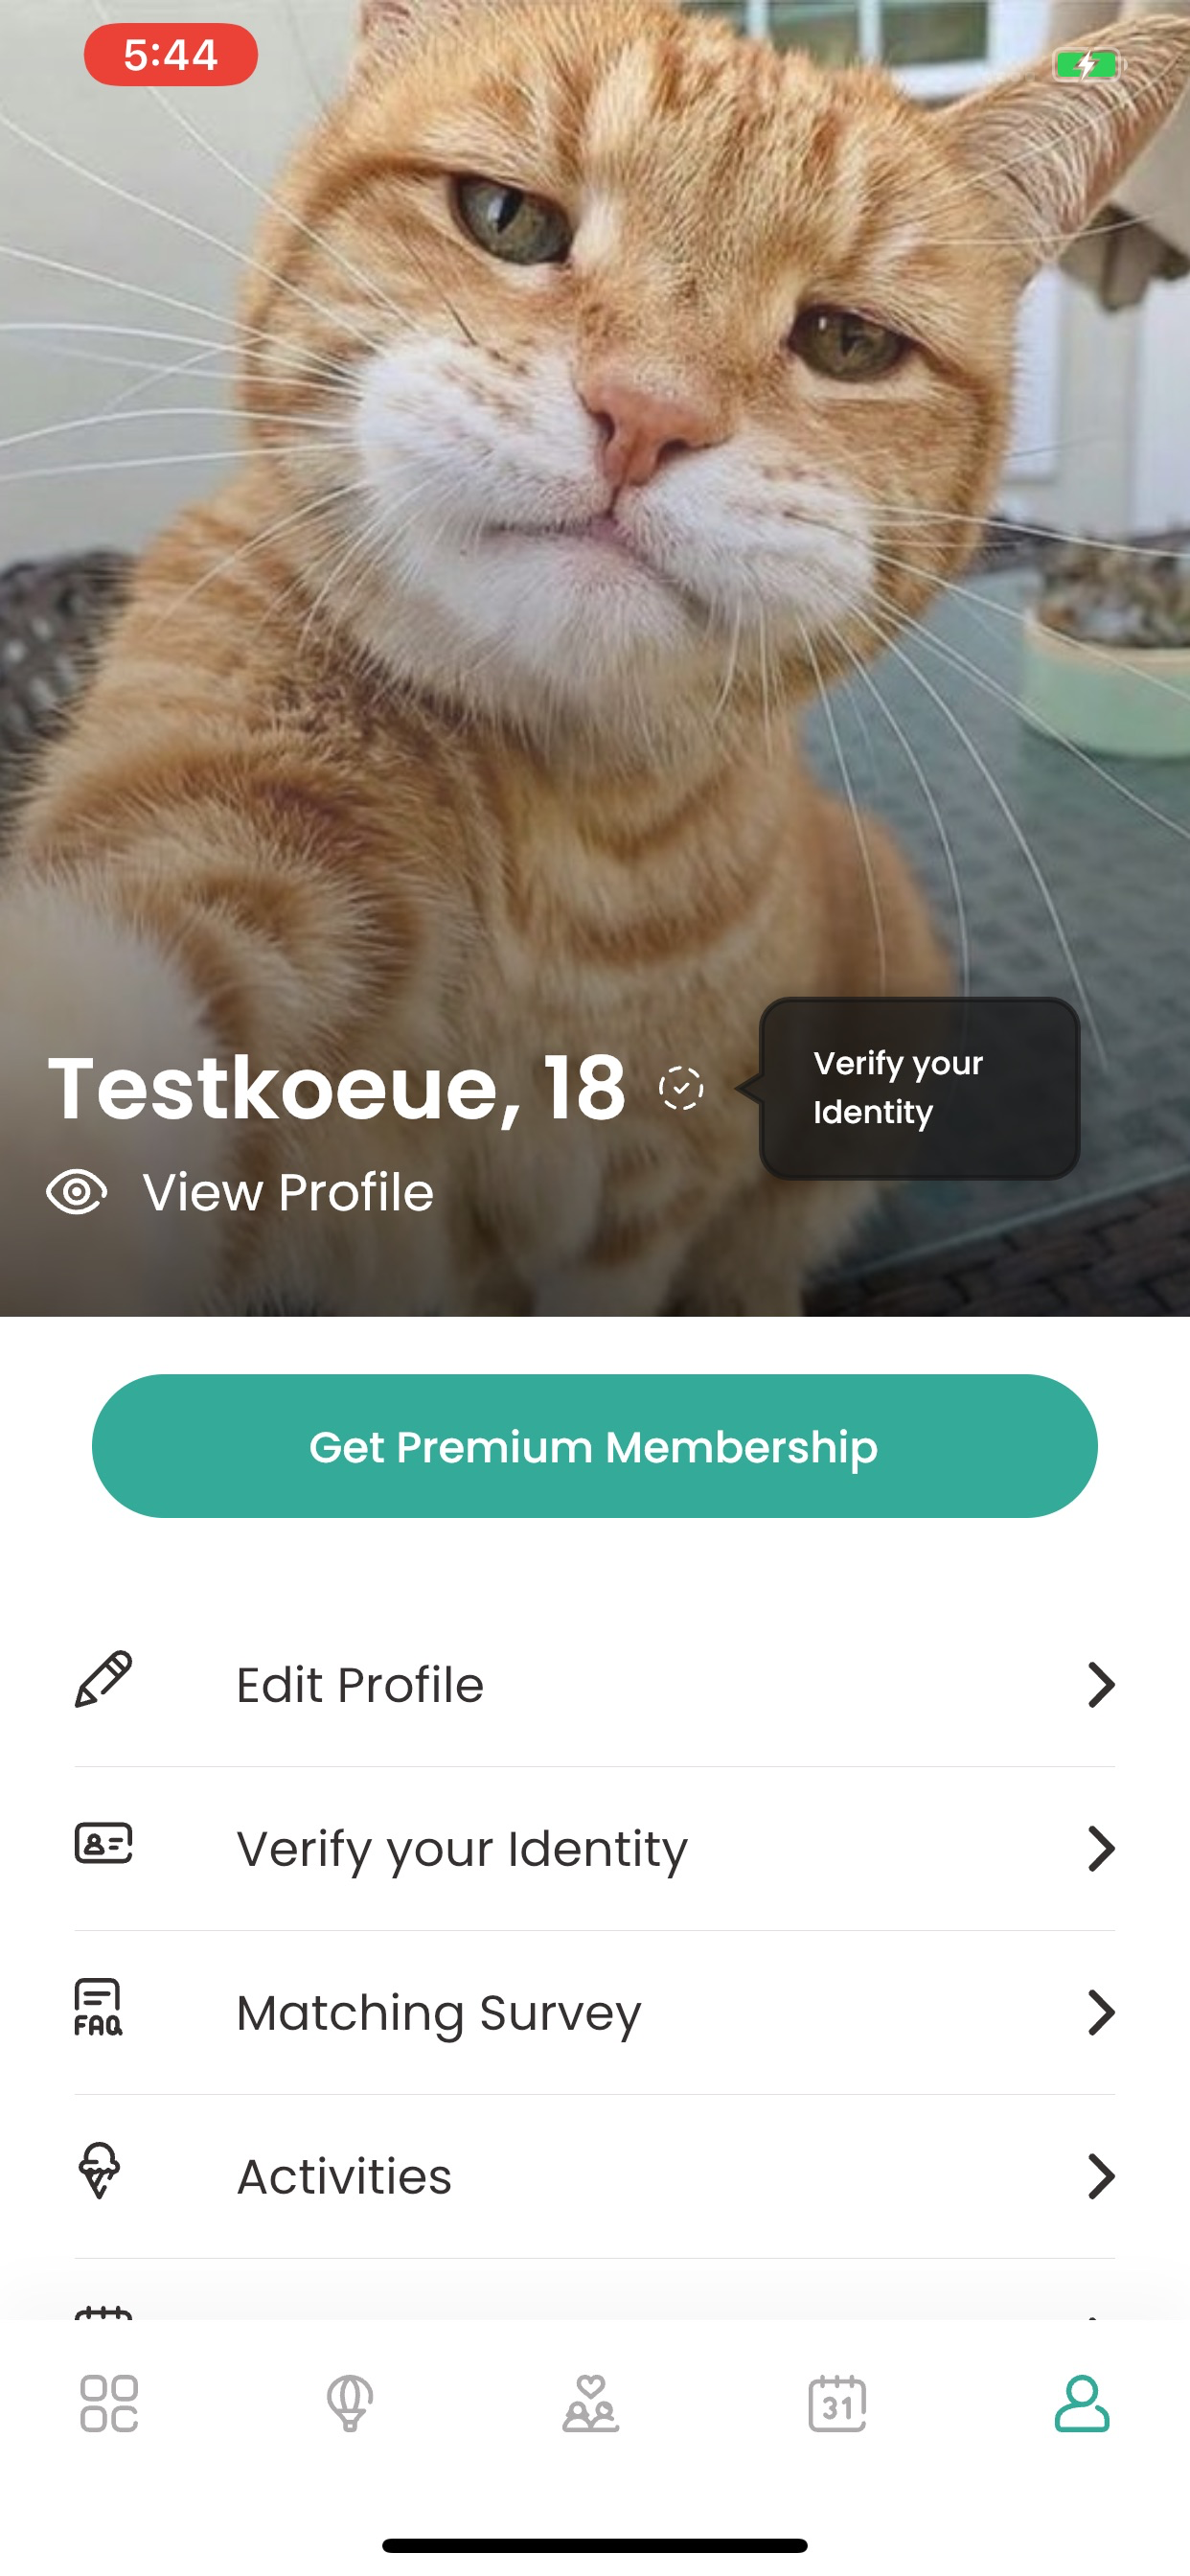 5:44
Testkoeue, 18
Verify your
Identity
View Profile
Get Premium Membership
Edit Profile
Verify your Identity
FAQ
Matching Survey
Activities
31